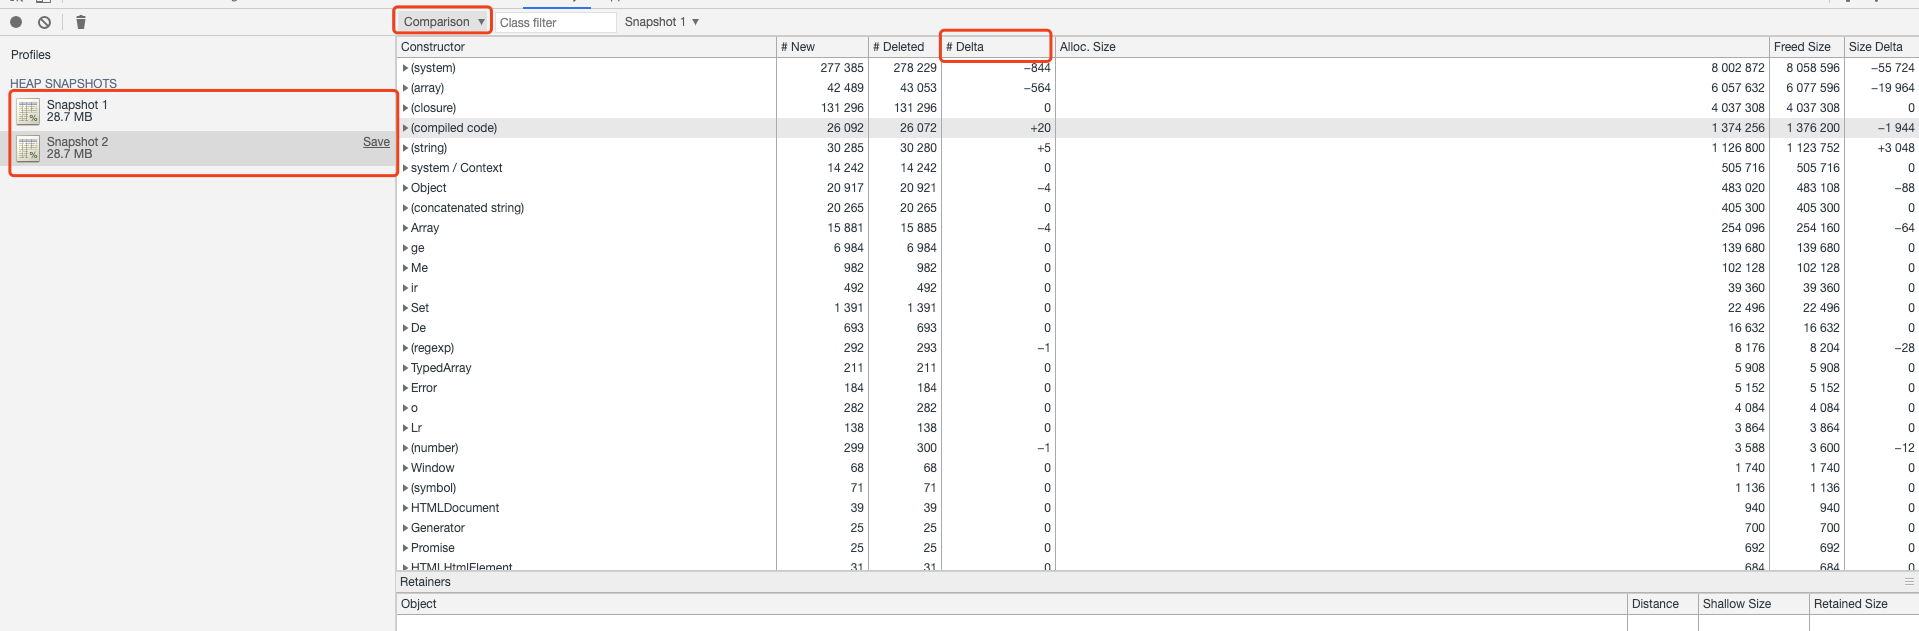 Comparison ▼ Class filter Snapshot 1 ▼
Profiles
HEAP SNAPSHOTS
Snapshot 1
28.7 MB
Snapshot 2 Save
28.7 MB
Constructor # New # Deleted # Delta Alloc. Size Freed Size Size Delta
(system) 277 385 278 229 −844 8 002 872 8 058 596 −55 724
(array) 42 489 43 053 −564 6 057 632 6 077 596 −19 964
(closure) 131 296 131 296 0 4 037 308 4 037 308 0
(compiled code) 26 092 26 072 +20 1 374 256 1 376 200 −1 944
(string) 30 285 30 280 +5 1 126 800 1 123 752 +3 048
system / Context 14 242 14 242 0 505 716 505 716 0
Object 20 917 20 921 −4 483 020 483 108 −88
(concatenated string) 20 265 20 265 0 405 300 405 300 0
Array 15 881 15 885 −4 254 096 254 160 −64
ge 6 984 6 984 0 139 680 139 680 0
Me 982 982 0 102 128 102 128 0
ir 492 492 0 39 360 39 360 0
Set 1 391 1 391 0 22 496 22 496 0
De 693 693 0 16 632 16 632 0
(regexp) 292 293 −1 8 176 8 204 −28
TypedArray 211 211 0 5 908 5 908 0
Error 184 184 0 5 152 5 152 0
o 282 282 0 4 084 4 084 0
Lr 138 138 0 3 864 3 864 0
(number) 299 300 −1 3 588 3 600 −12
Window 68 68 0 1 740 1 740 0
(symbol) 71 71 0 1 136 1 136 0
HTMLDocument 39 39 0 940 940 0
Generator 25 25 0 700 700 0
Promise 25 25 0 692 692 0
HTMLHtmlElement 31 31 0 684 684 0
Retainers
Object Distance Shallow Size Retained Size